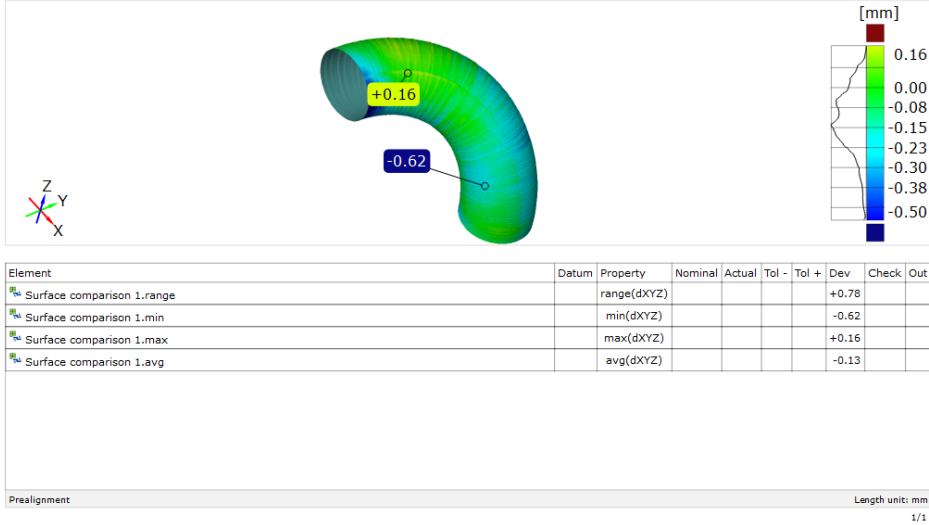 [mm]
0.16
0.00
-0.08
-0.15
-0.23
-0.30
-0.38
-0.50
+0.16
-0.62
Z
Y
X
Element Datum Property Nominal Actual Tol - Tol + Dev Check Out
Surface comparison 1.range range(dXYZ) +0.78
Surface comparison 1.min min(dXYZ) -0.62
Surface comparison 1.max max(dXYZ) +0.16
Surface comparison 1.avg avg(dXYZ) -0.13
Prealignment Length unit: mm
1/1